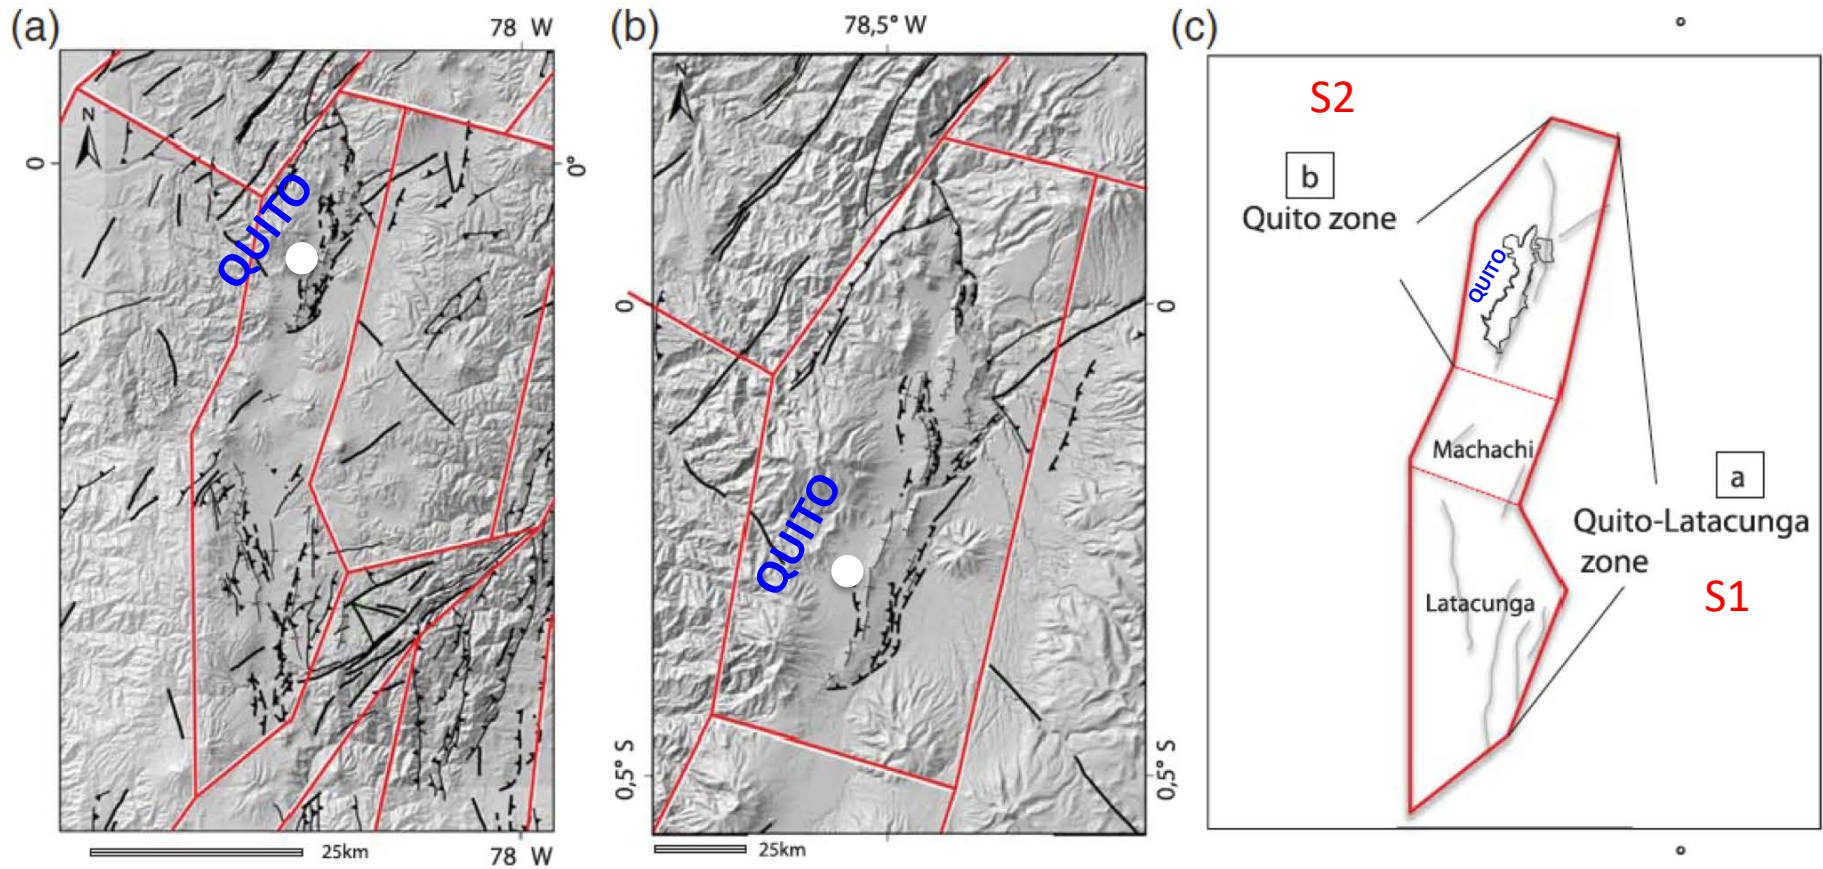 (a)
78 W
N
0
0°
QUITO
25km
78 W
(b)
78,5° W
N
0
0
QUITO
0,5° S
0,5° S
25km
(c)
S2
b
Quito zone
QUITO
Machachi
a
Quito-Latacunga
zone
Latacunga
S1